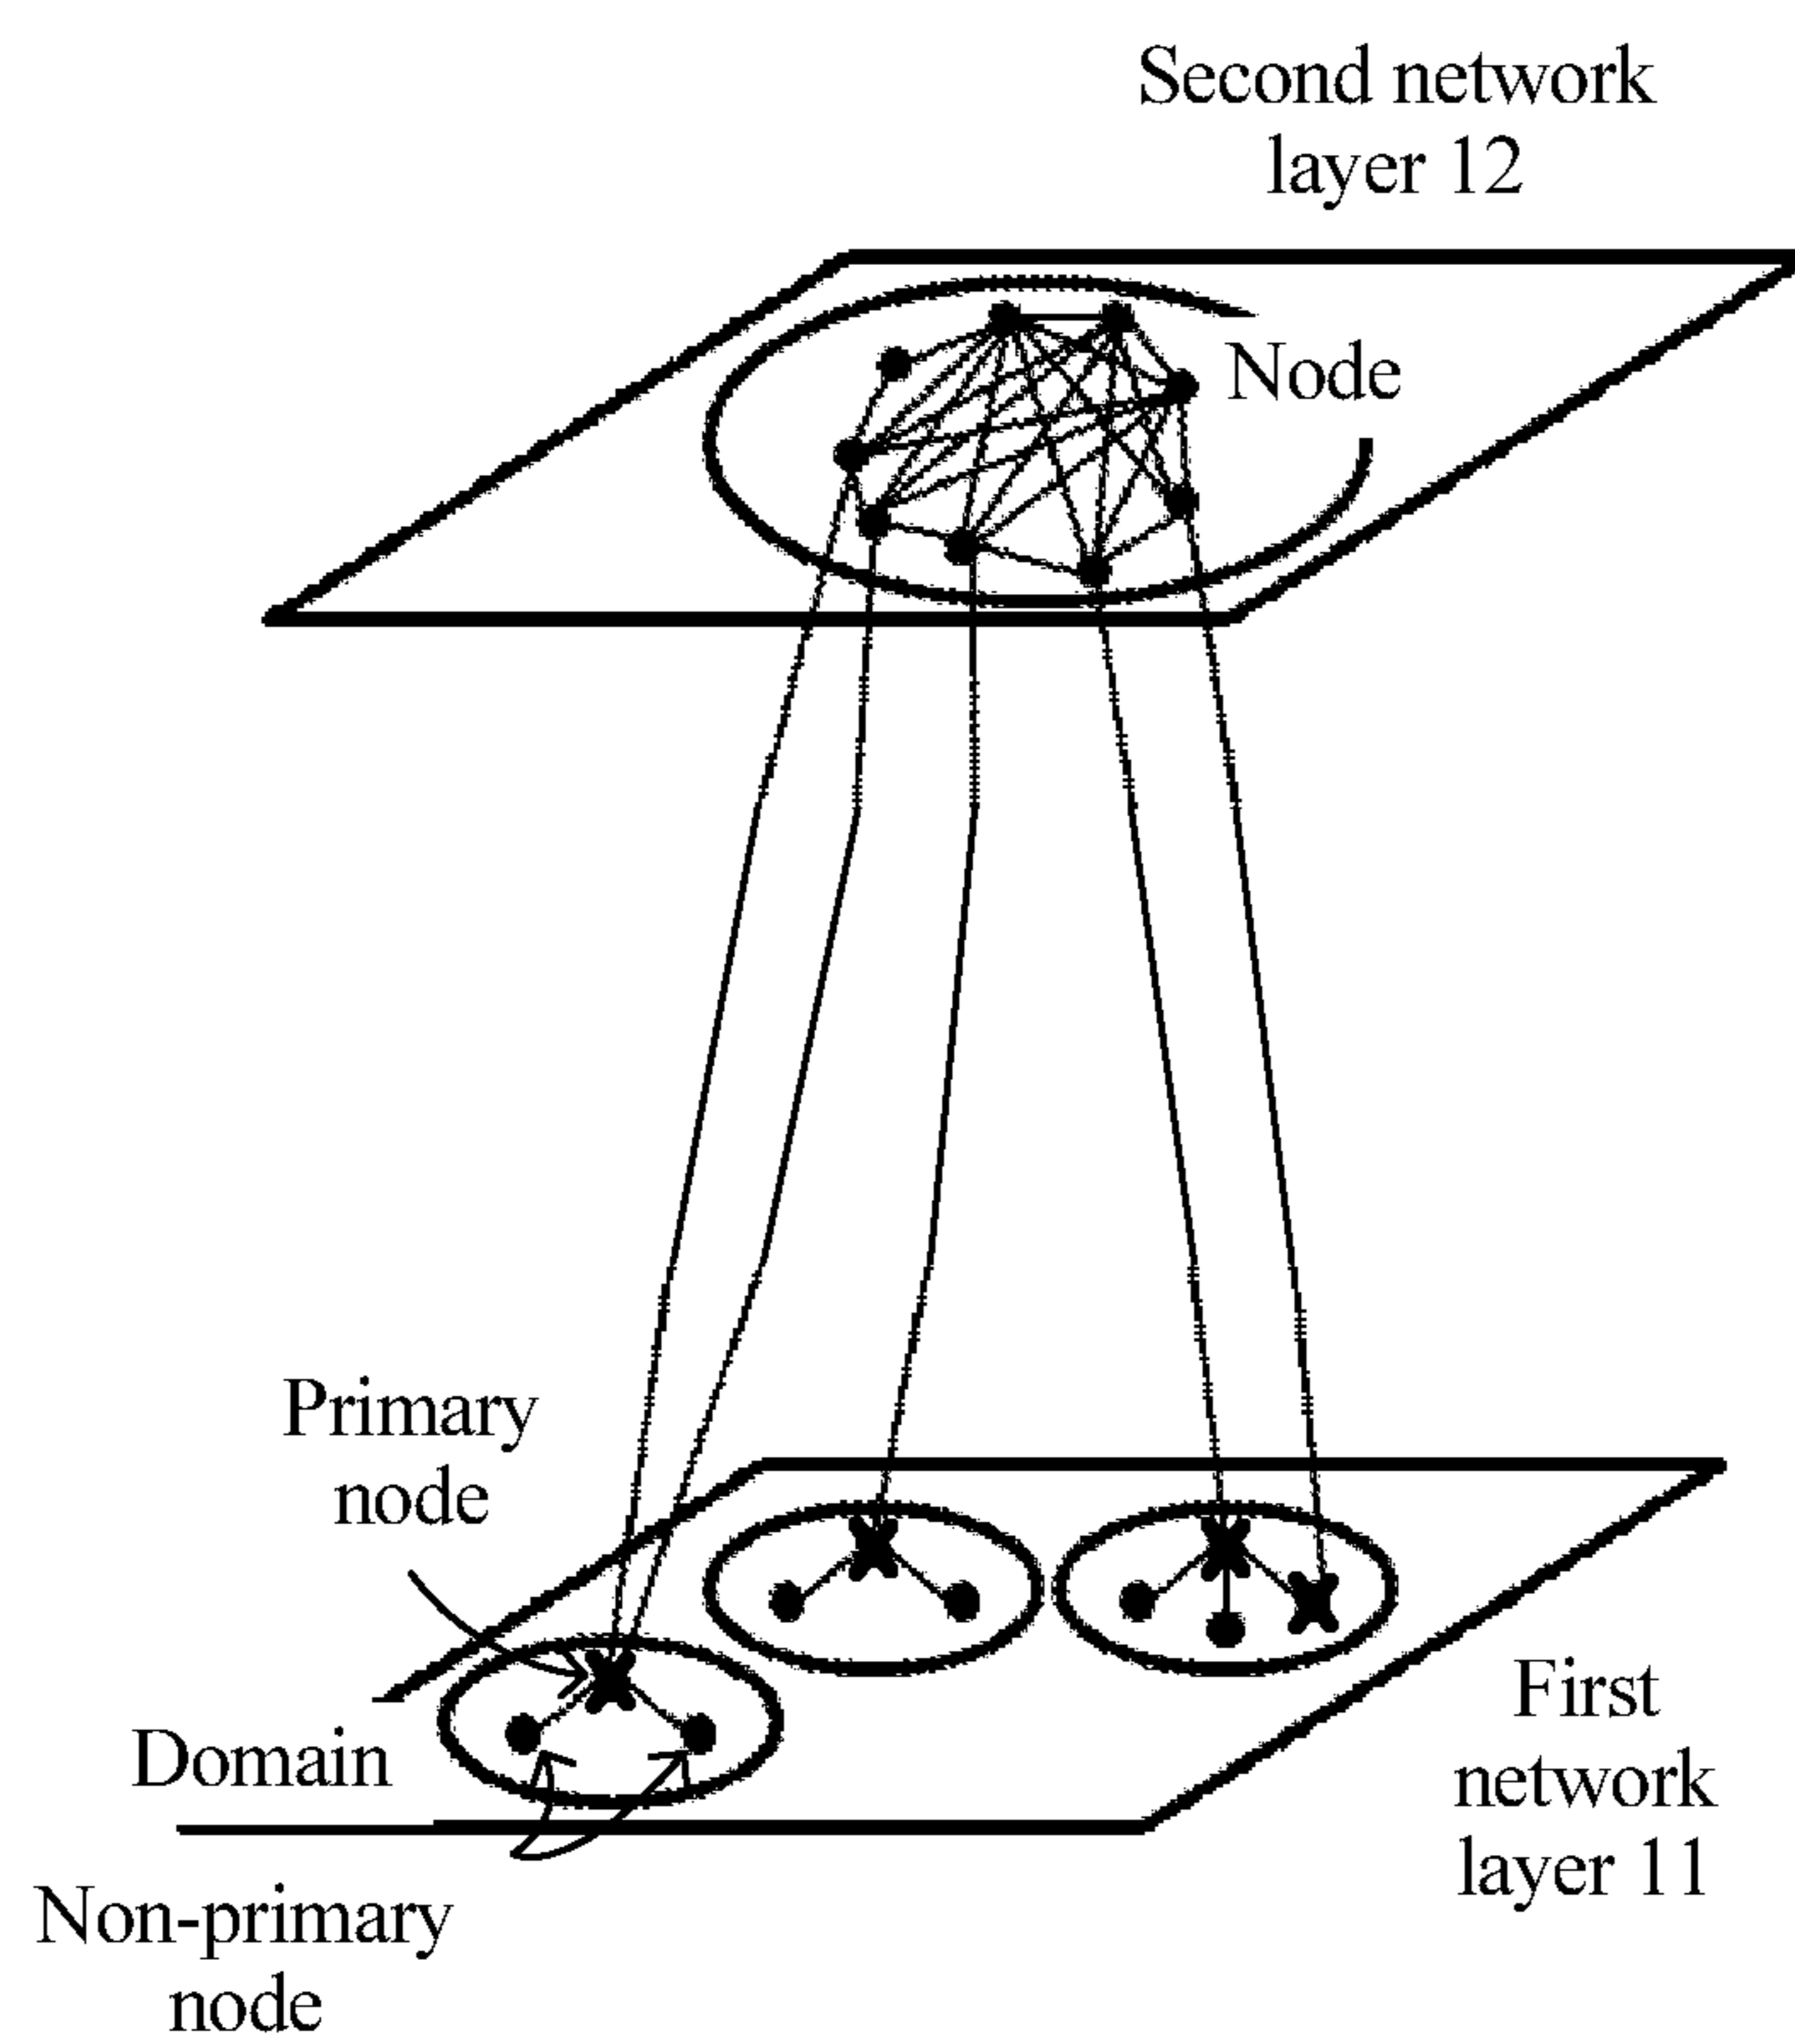 Second network
layer 12
Node
Primary
node
Domain
First
network
layer 11
Non-primary
node